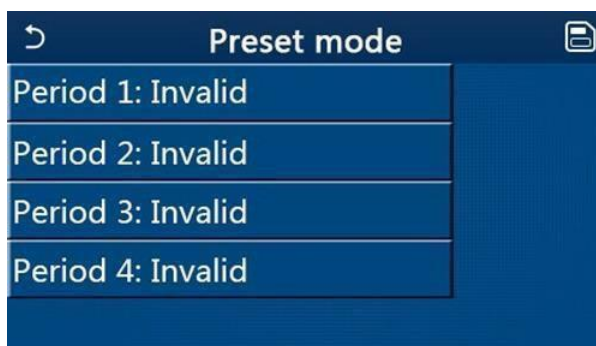 Preset mode
Period 1: Invalid
Period 2: Invalid
Period 3: Invalid
Period 4: Invalid